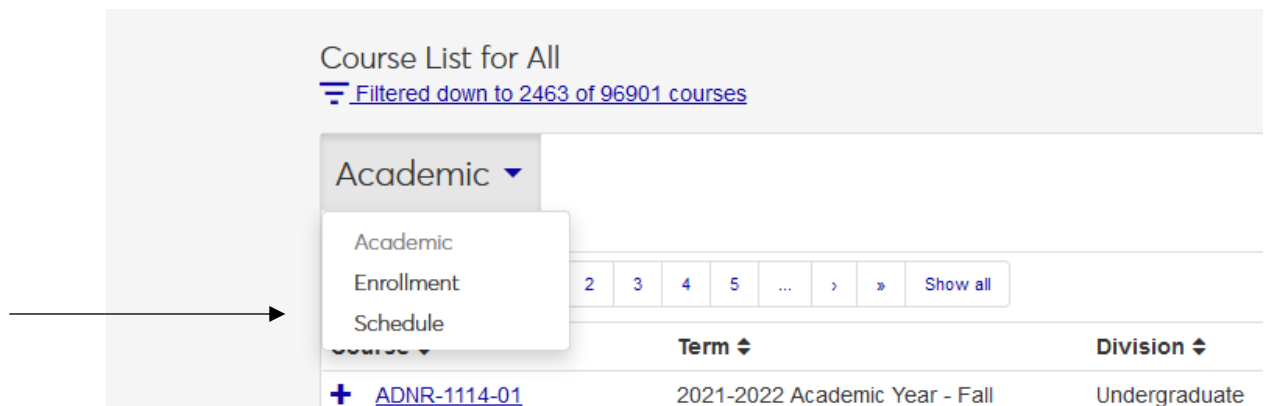 Course List for All
Filtered down to 2463 of 96901 courses
Academic
Academic
Enrollment
2 3 4 5 ... › » Show all
Schedule
Course Term Division
+ ADNR-1114-01 2021-2022 Academic Year - Fall Undergraduate